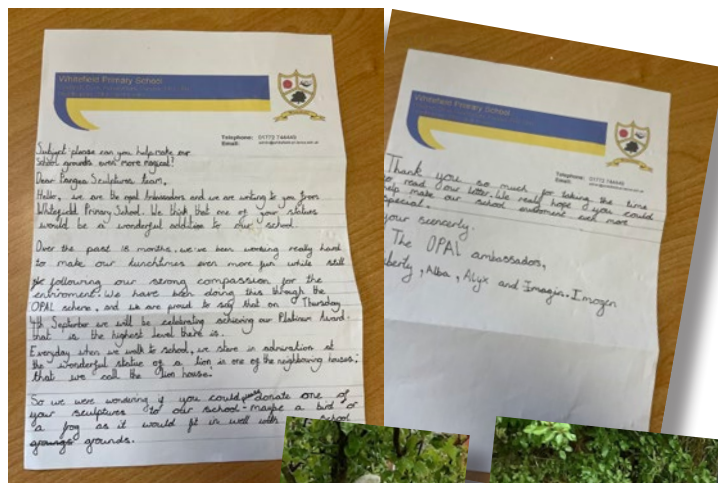 Whitefield Primary School
Telephone: 01772 744449
Email:
Subject: please can you help make our
school grounds even more magical?
Dear Pangea Sculptures team,
Hello, we are the opal Ambassadors and we are writing to you from
Whitefield Primary School. We think that one of your statues
would be a wonderful addition to our school.
Over the past 18 months, we've been working really hard
to make our lunchtimes even more fun while still
following our strong compassion for the
enviroment. We have been doing this through the
OPAL scheme, and we are proud to say that on Thursday
4th September we will be celebrating achieving our Platinum Award-
that is the highest level there is.
Everyday when we walk to school, we stare in admiration at
the wonderful statue of a lion in one of the neighbouring houses;
that we call the lion house.
So we were wondering if you could donate one of
your sculptures to our school - maybe a bird or
a frog as it would fit in well with school
grounds.
Whitefield Primary School
Telephone:
Email:
Thank you so much for taking the time
to read our letter. We really hope you could
help make our school even more
special.
your sincerly.
The OPAL ambassadors,
Liberty, Alba, Alyx and Imogen